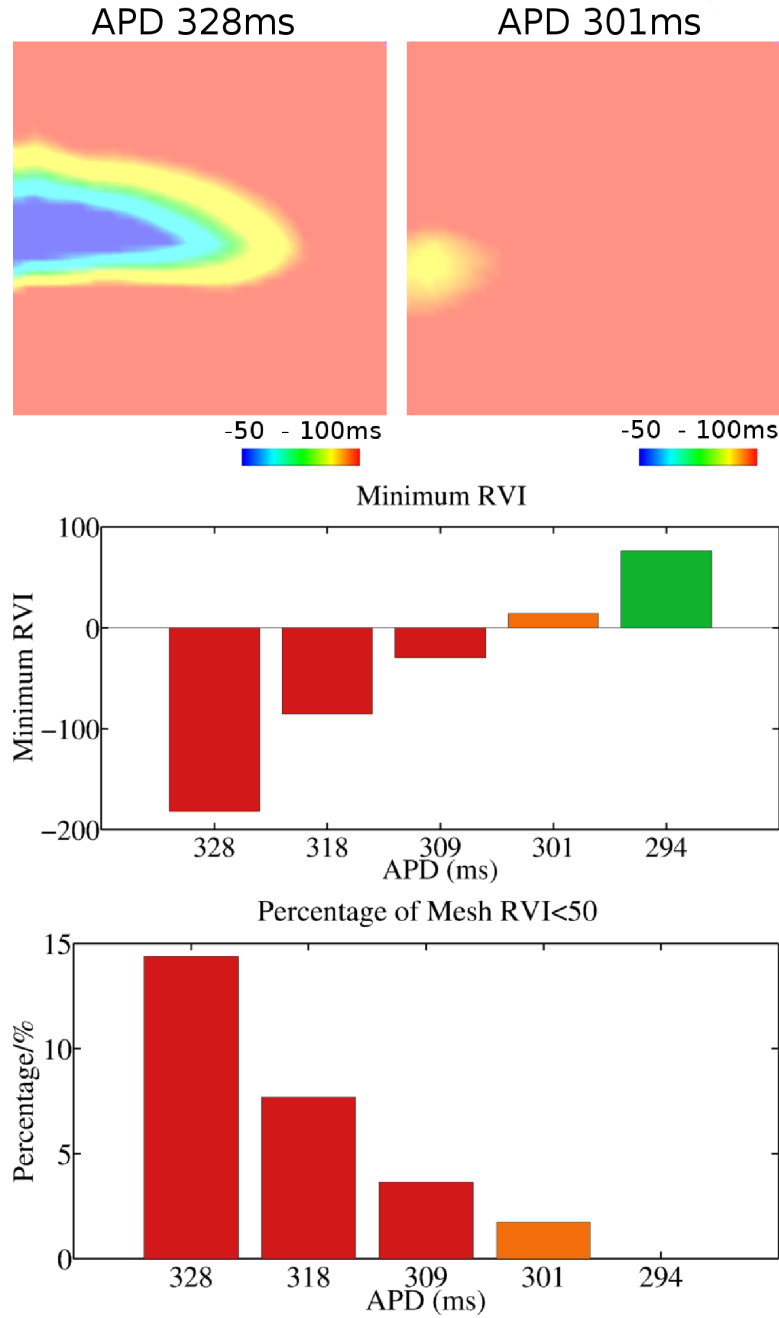 APD 328ms APD 301ms
-50 - 100ms -50 - 100ms
Minimum RVI
100
0
−100
−200
Minimum RVI
328 318 309 301 294
APD (ms)
Percentage of Mesh RVI<50
15
10
5
0
Percentage/%
328 318 309 301 294
APD (ms)